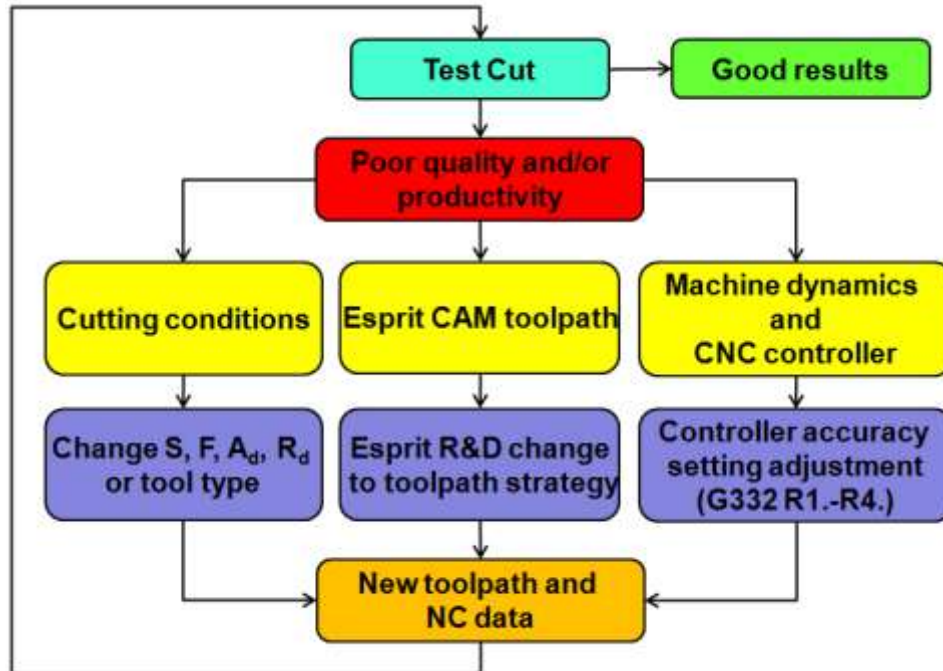 Test Cut
Good results
Poor quality and/or
productivity
Cutting conditions
Esprit CAM toolpath
Machine dynamics
and
CNC controller
Change S, F, Ad, Rd
or tool type
Esprit R&D change
to toolpath strategy
Controller accuracy
setting adjustment
(G332 R1.-R4.)
New toolpath and
NC data